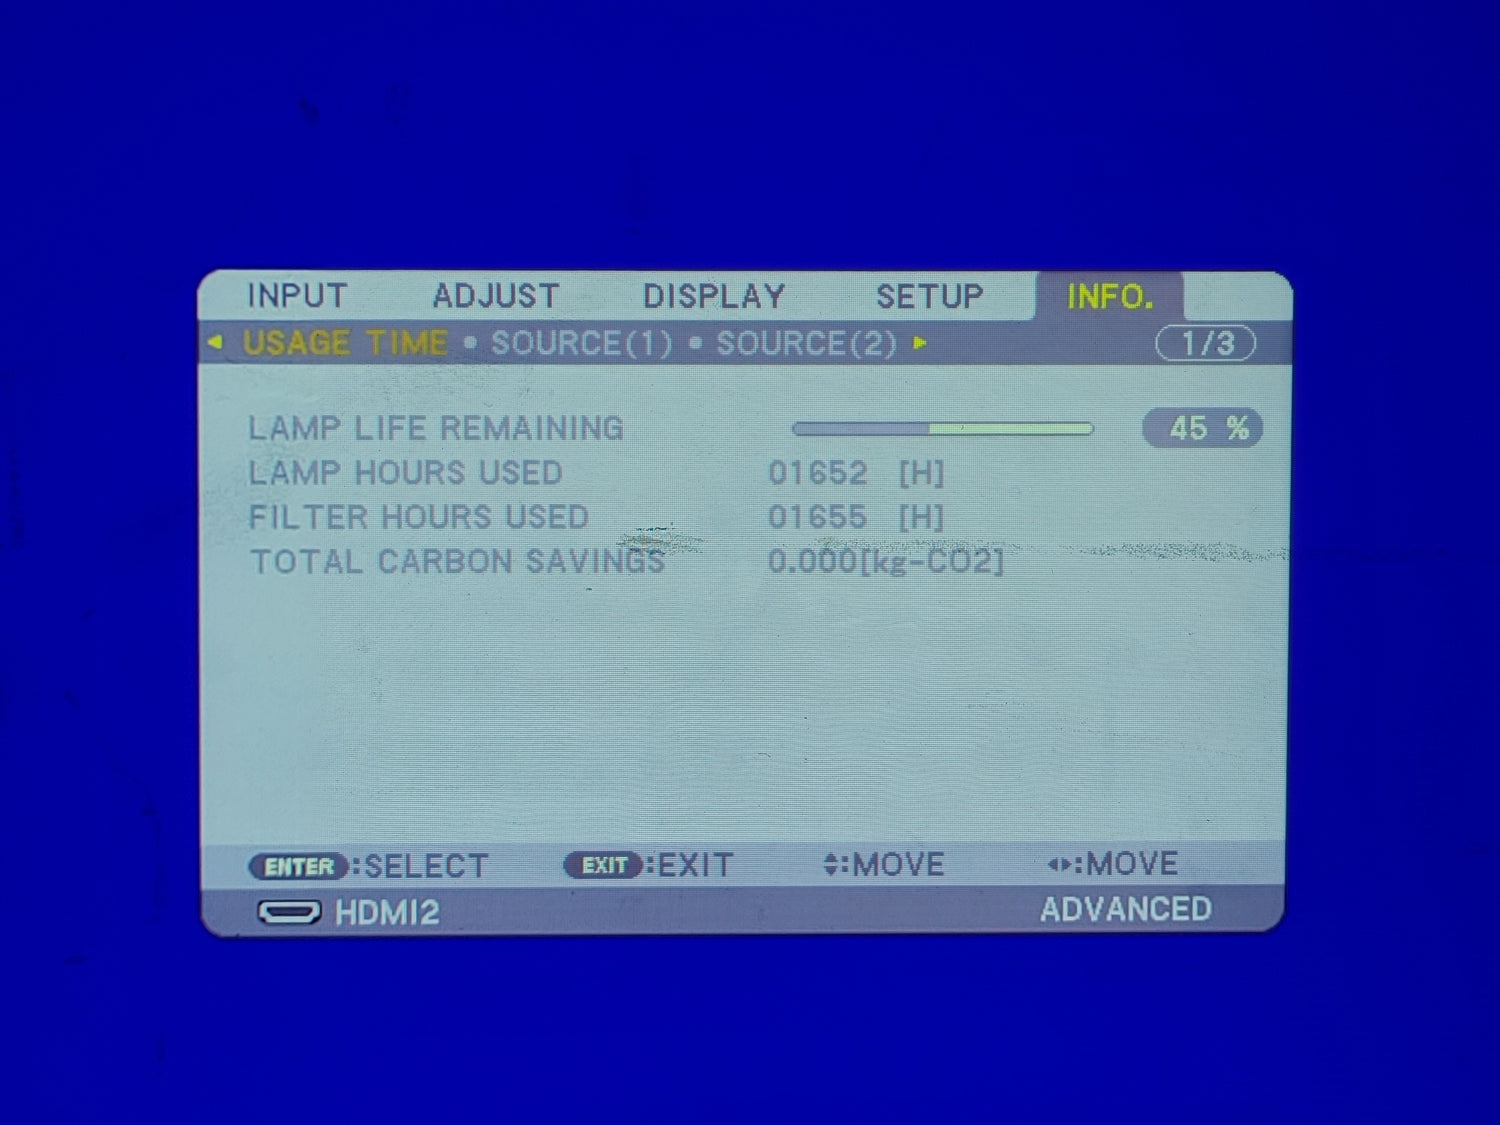 INPUT ADJUST DISPLAY SETUP INFO.
USAGE TIME • SOURCE(1) • SOURCE(2) 1/3
LAMP LIFE REMAINING 45 %
LAMP HOURS USED 01652 [H]
FILTER HOURS USED 01655 [H]
TOTAL CARBON SAVINGS 0.000[kg-CO2]
ENTER:SELECT EXIT:EXIT :MOVE :MOVE
HDMI2 ADVANCED